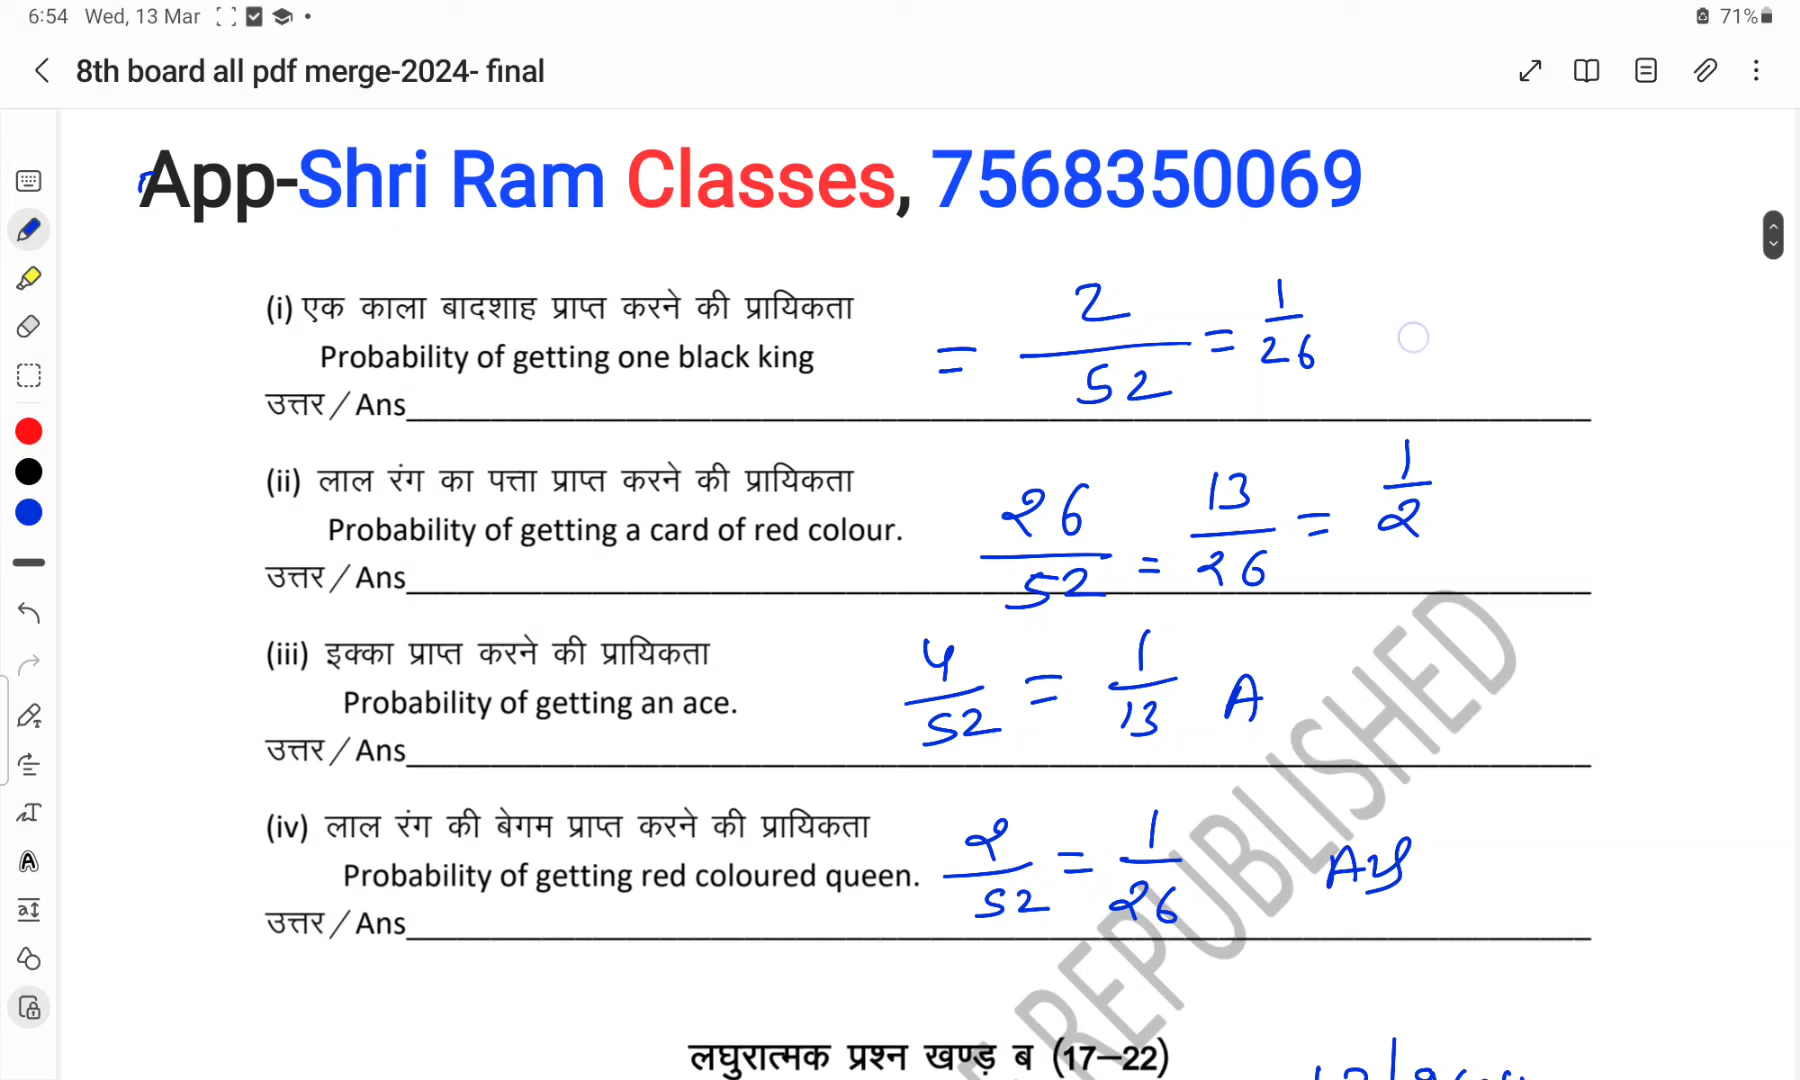 6:54 Wed, 13 Mar 71%
8th board all pdf merge-2024- final
App-Shri Ram Classes, 7568350069
(i) एक काला बादशाह प्राप्त करने की प्रायिकता
Probability of getting one black king
= 2/52 = 1/26
उत्तर/Ans
(ii) लाल रंग का पत्ता प्राप्त करने की प्रायिकता
Probability of getting a card of red colour.
26/52 = 13/26 = 1/2
उत्तर/Ans
(iii) इक्का प्राप्त करने की प्रायिकता
Probability of getting an ace.
4/52 = 1/13 A
उत्तर/Ans
(iv) लाल रंग की बेगम प्राप्त करने की प्रायिकता
Probability of getting red coloured queen.
2/52 = 1/26
उत्तर/Ans
REPUBLISHED
लघुरात्मक प्रश्न खण्ड़ ब (17–22)